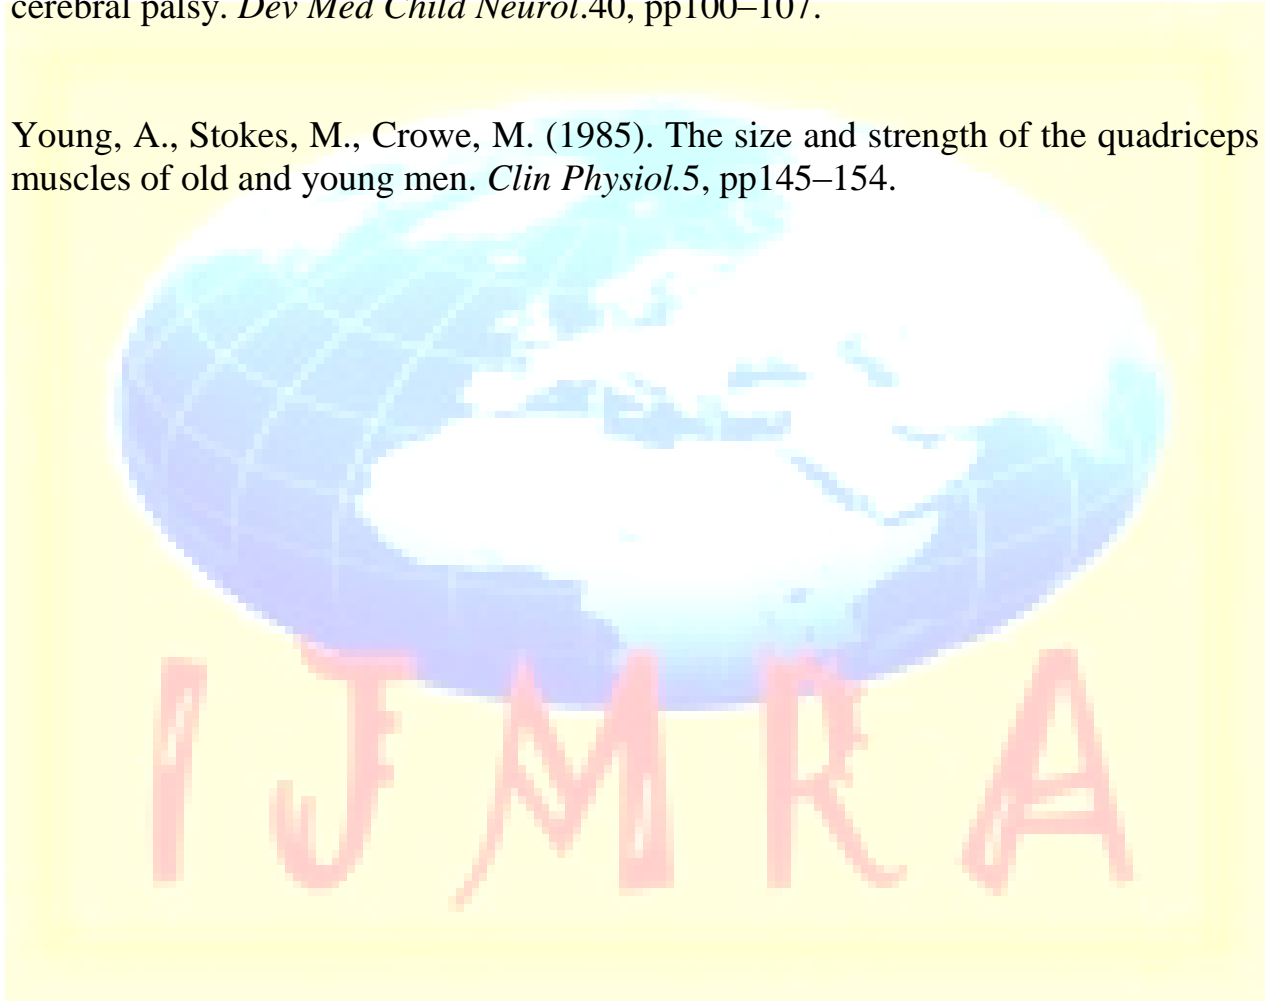 cerebral palsy. Dev Med Child Neurol.40, pp100–107.
Young, A., Stokes, M., Crowe, M. (1985). The size and strength of the quadriceps
muscles of old and young men. Clin Physiol.5, pp145–154.
IJMRA